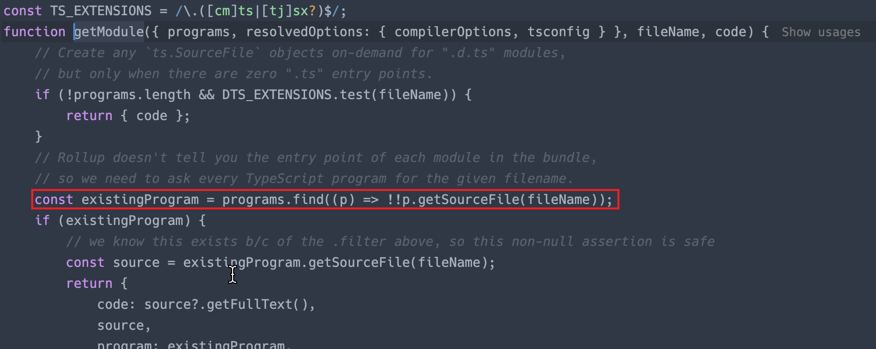 const TS_EXTENSIONS = /\.([cm]ts|[tj]sx?)$/;
function getModule({ programs, resolvedOptions: { compilerOptions, tsconfig } }, fileName, code) { Show usages
// Create any `ts.SourceFile` objects on-demand for ".d.ts" modules,
// but only when there are zero ".ts" entry points.
if (!programs.length && DTS_EXTENSIONS.test(fileName)) {
return { code };
}
// Rollup doesn't tell you the entry point of each module in the bundle,
// so we need to ask every TypeScript program for the given filename.
const existingProgram = programs.find((p) => !!p.getSourceFile(fileName));
if (existingProgram) {
// we know this exists b/c of the .filter above, so this non-null assertion is safe
const source = existingProgram.getSourceFile(fileName);
return {
code: source?.getFullText(),
source,
program: existingProgram,